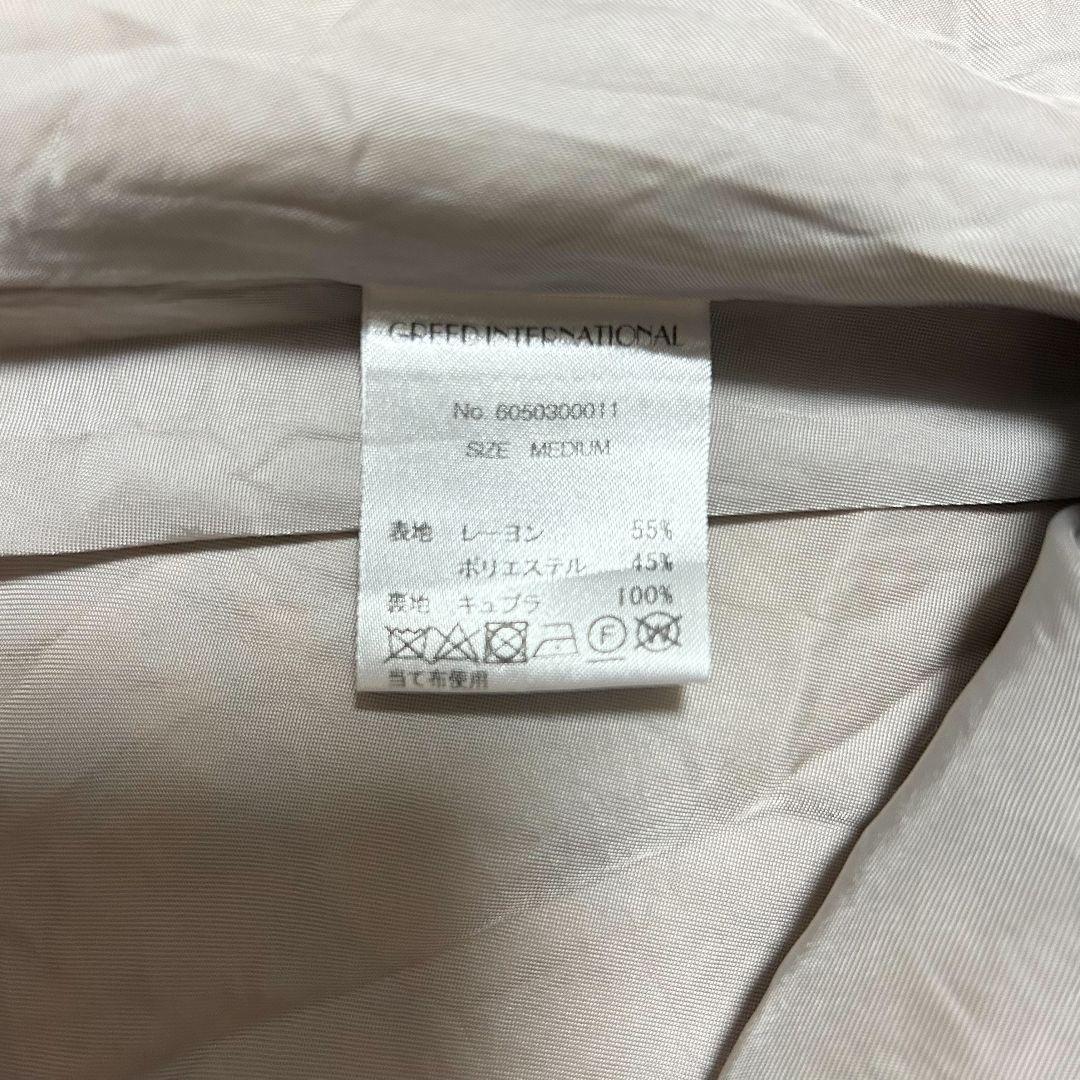 GREED INTERNATIONAL
No. 6050300011
SIZE MEDIUM
表地 レーヨン 55%
ポリエステル 45%
裏地 キュプラ 100%
F W
当て布使用